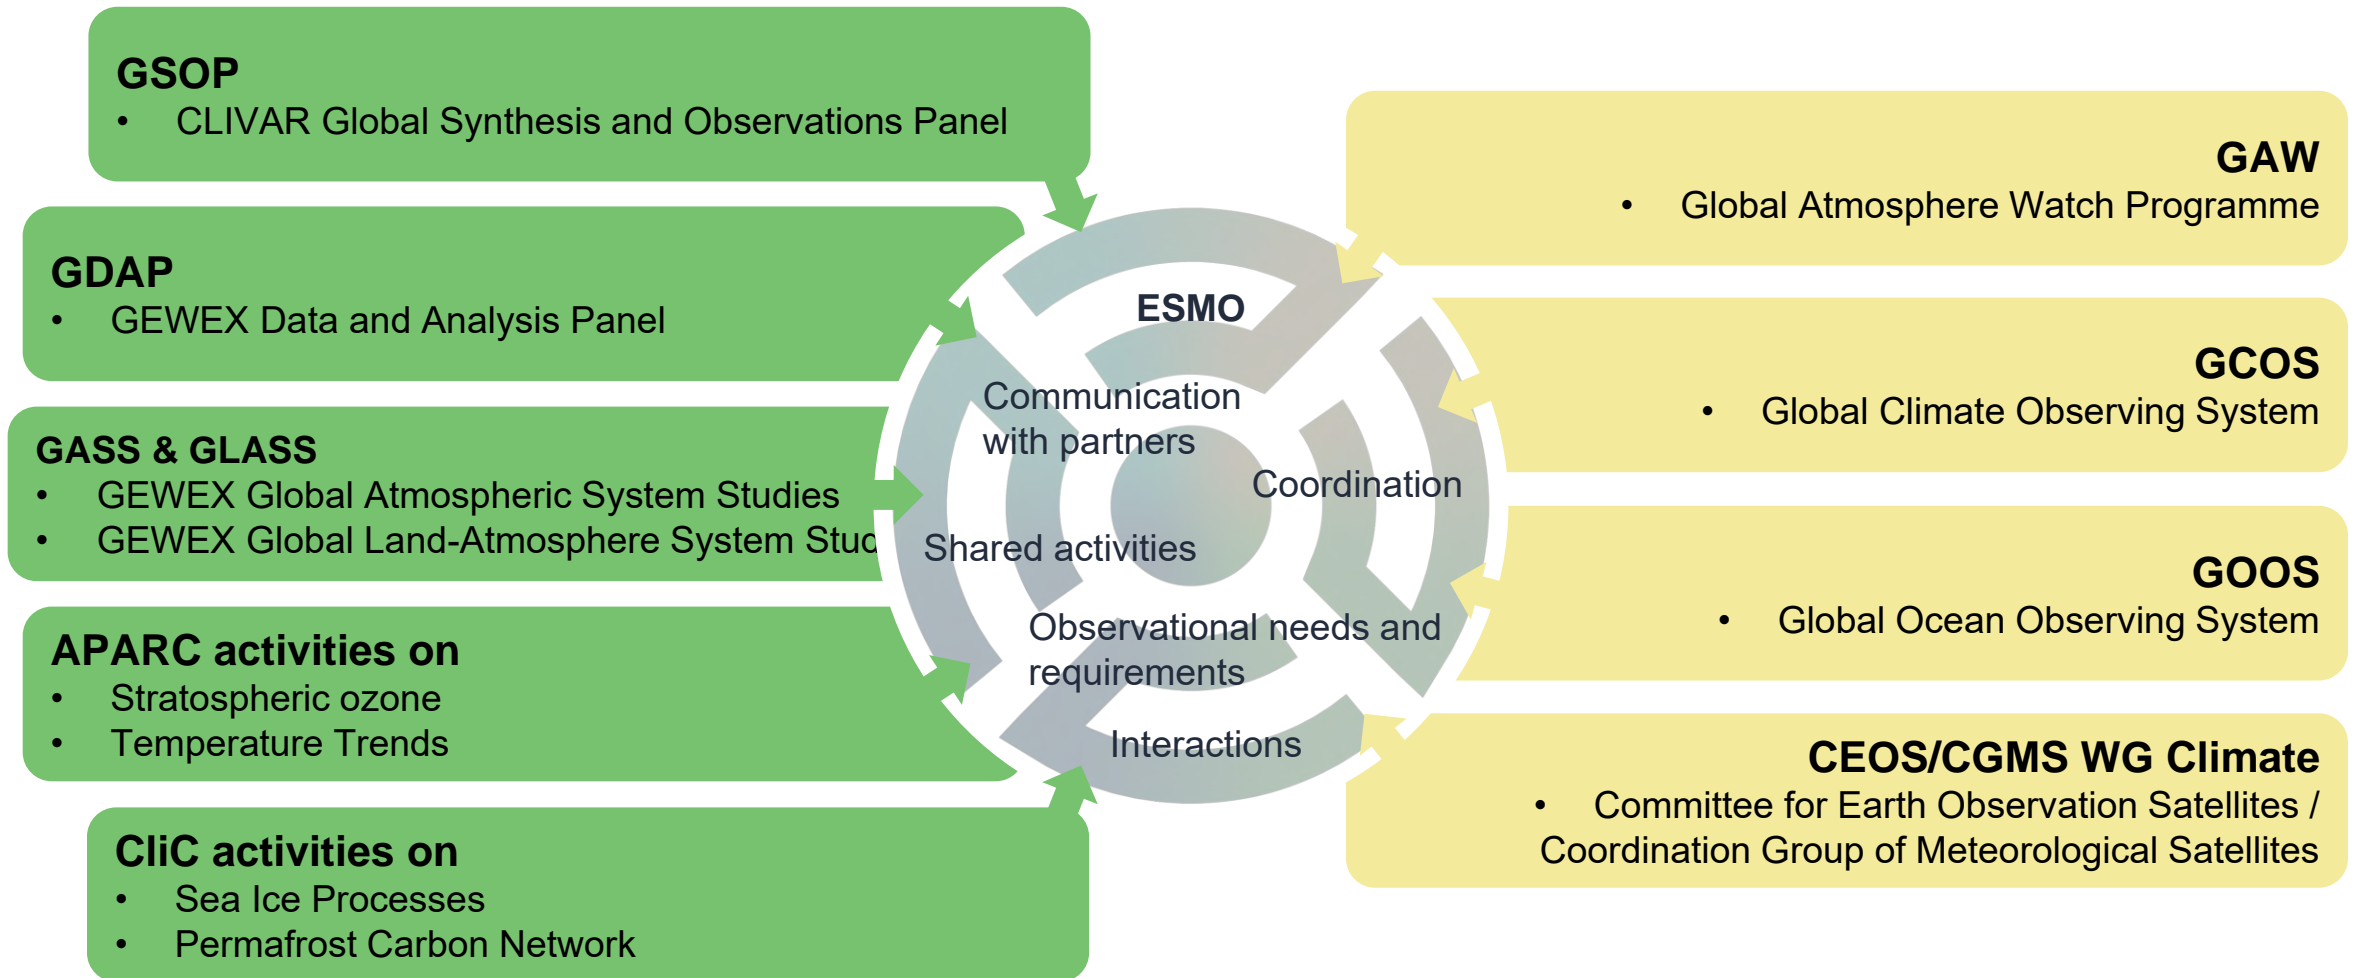 GSOP
• CLIVAR Global Synthesis and Observations Panel
GDAP
• GEWEX Data and Analysis Panel
GASS & GLASS
• GEWEX Global Atmospheric System Studies
• GEWEX Global Land-Atmosphere System Stud
APARC activities on
• Stratospheric ozone
• Temperature Trends
CliC activities on
• Sea Ice Processes
• Permafrost Carbon Network
ESMO
Communication
with partners
Coordination
Shared activities
Observational needs and
requirements
Interactions
GAW
• Global Atmosphere Watch Programme
GCOS
• Global Climate Observing System
GOOS
• Global Ocean Observing System
CEOS/CGMS WG Climate
• Committee for Earth Observation Satellites /
Coordination Group of Meteorological Satellites